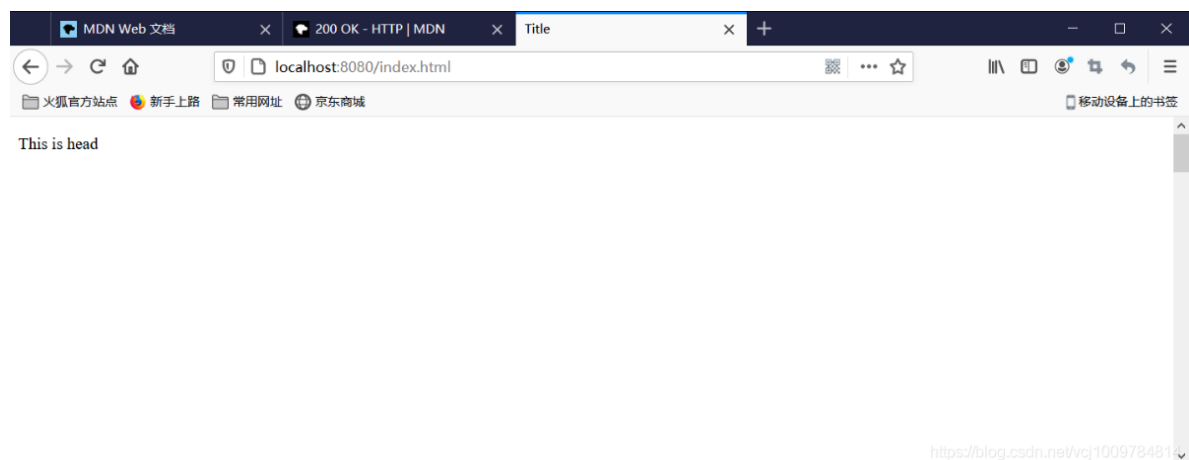 MDN Web 文档
200 OK - HTTP | MDN
Title
localhost:8080/index.html
火狐官方站点 新手上路 常用网址 京东商城
移动设备上的书签
This is head
https://blog.csdn.net/vcj1009784814